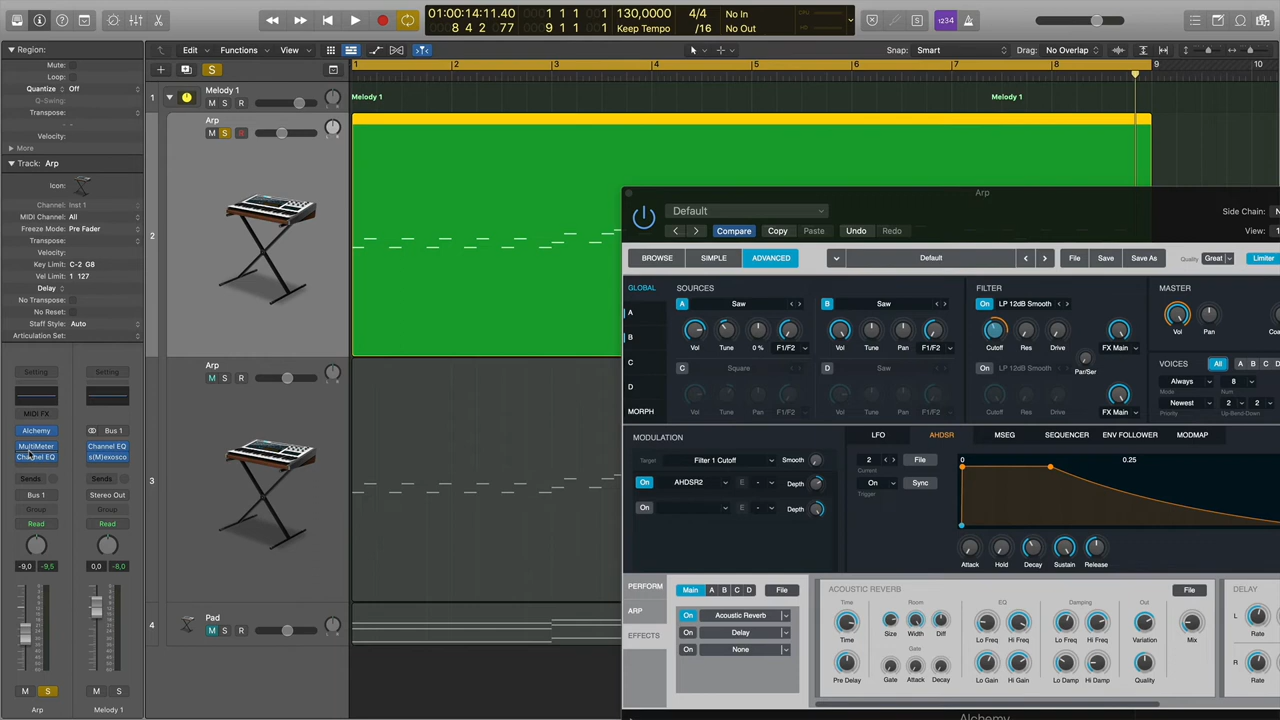 01:00:14:11.40
8 4 2 77
1 1 1 1
9 1 1 1
130,0000
Keep Tempo
4/4
/16
No In
No Out
CPU
HD
1234
Region:
Edit
Functions
View
Snap: Smart
Drag: No Overlap
Mute:
Loop:
Quantize Off
Q-Swing:
Transpose:
Velocity:
More
Track: Arp
Icon:
Channel: Inst 1
MIDI Channel: All
Freeze Mode: Pre Fader
Transpose:
Velocity:
Key Limit: C-2 G8
Vel Limit: 1 127
Delay
No Transpose:
No Reset:
Staff Style: Auto
Articulation Set:
S
1 2 3 4 5 6 7 8 9 10
1
Melody 1
M S R
Melody 1
Melody 1
2
Arp
M S R
3
Arp
M S R
4
Pad
M S R
Setting
Setting
MIDI FX
Alchemy
Bus 1
MultiMeter
Channel EQ
Channel EQ
s(M)exosco
Sends
Sends
Bus 1
Stereo Out
Group
Group
Read
Read
-9,0 -9,5
0,0 -8,0
M S
M S
Arp
Melody 1
Arp
Default
Side Chain:
Compare
Copy
Paste
Undo
Redo
View:
BROWSE
SIMPLE
ADVANCED
Default
File
Save
Save As
Quality Great
Limiter
GLOBAL
A
B
C
D
MORPH
SOURCES
A Saw
Vol Tune 0 % F1/F2
B Saw
Vol Tune Pan F1/F2
C Square
Vol Tune Pan F1/F2
D Saw
Vol Tune Pan F1/F2
FILTER
On LP 12dB Smooth
Cutoff Res Drive FX Main
Par/Ser
On LP 12dB Smooth
Cutoff Res Drive FX Main
MASTER
Vol Pan
VOICES All A B C
Always 8
Mode Num
Newest 2 2
Priority Up-Bend-Down
MODULATION
Target Filter 1 Cutoff Smooth
On AHDSR2 E - Depth
On E - Depth
LFO
AHDSR
MSEG
SEQUENCER
ENV FOLLOWER
MODMAP
2
Current
File
On
Trigger
Sync
0 0.25
Attack Hold Decay Sustain Release
PERFORM
ARP
EFFECTS
Main A B C D File
On Acoustic Reverb
On Delay
On None
ACOUSTIC REVERB
File
Time
Room
EQ
Damping
Out
Time Size Width Diff Lo Freq Hi Freq Lo Freq Hi Freq Variation Mix
Gate
Pre Delay Gate Attack Decay Lo Gain Hi Gain Lo Damp Hi Damp Quality
DELAY
L
Rate
R
Rate
Alchemy